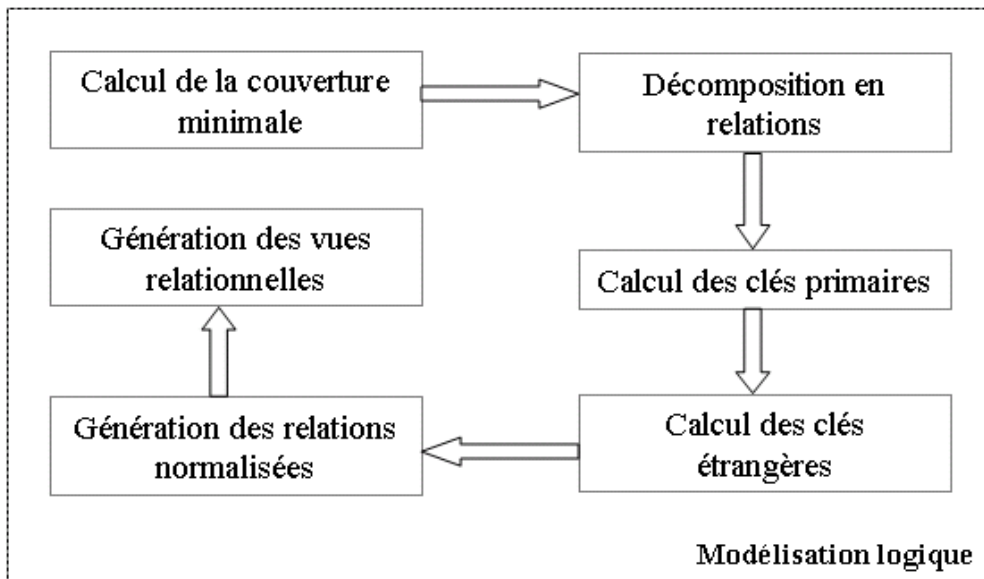 Calcul de la couverture
minimale
Décomposition en
relations
Calcul des clés primaires
Calcul des clés
étrangères
Génération des relations
normalisées
Génération des vues
relationnelles
Modélisation logique